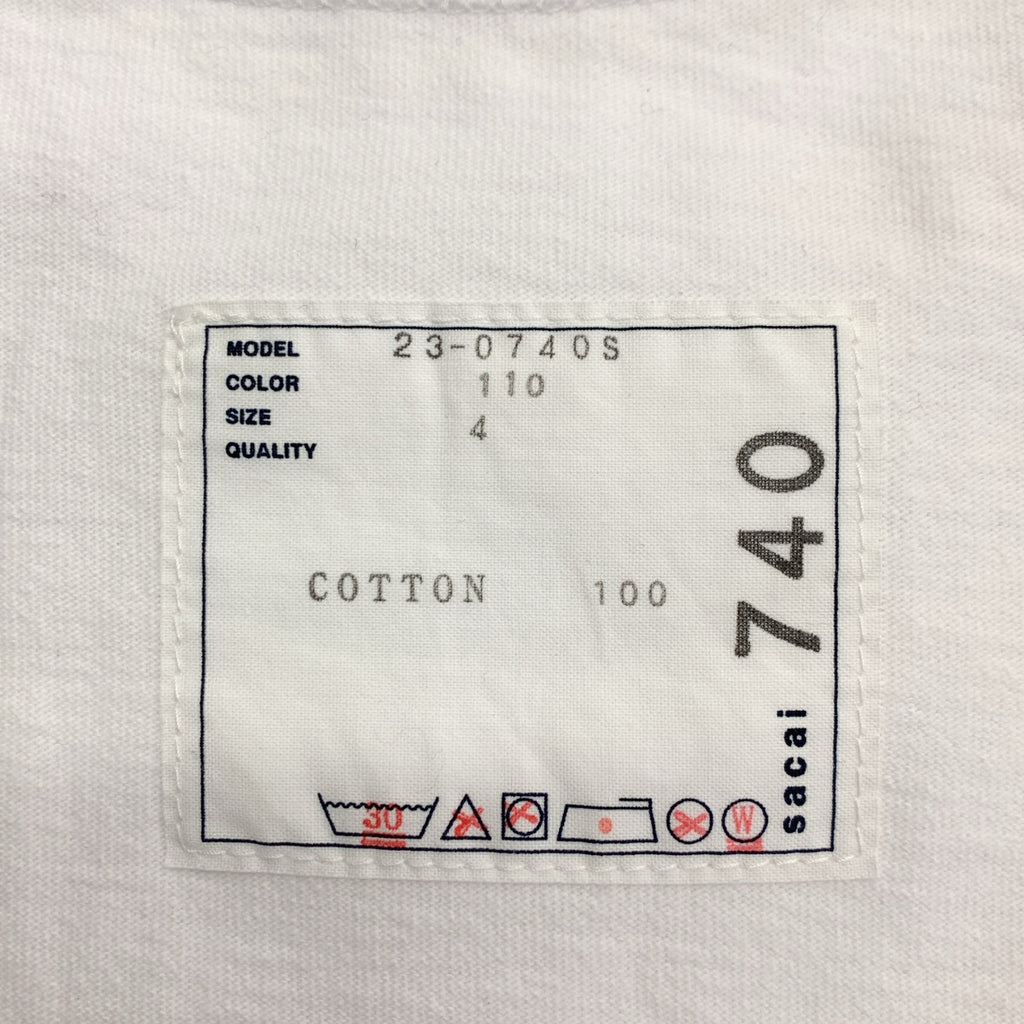 MODEL 23-0740S
COLOR 110
SIZE 4
QUALITY
COTTON 100
sacai 740
30 W